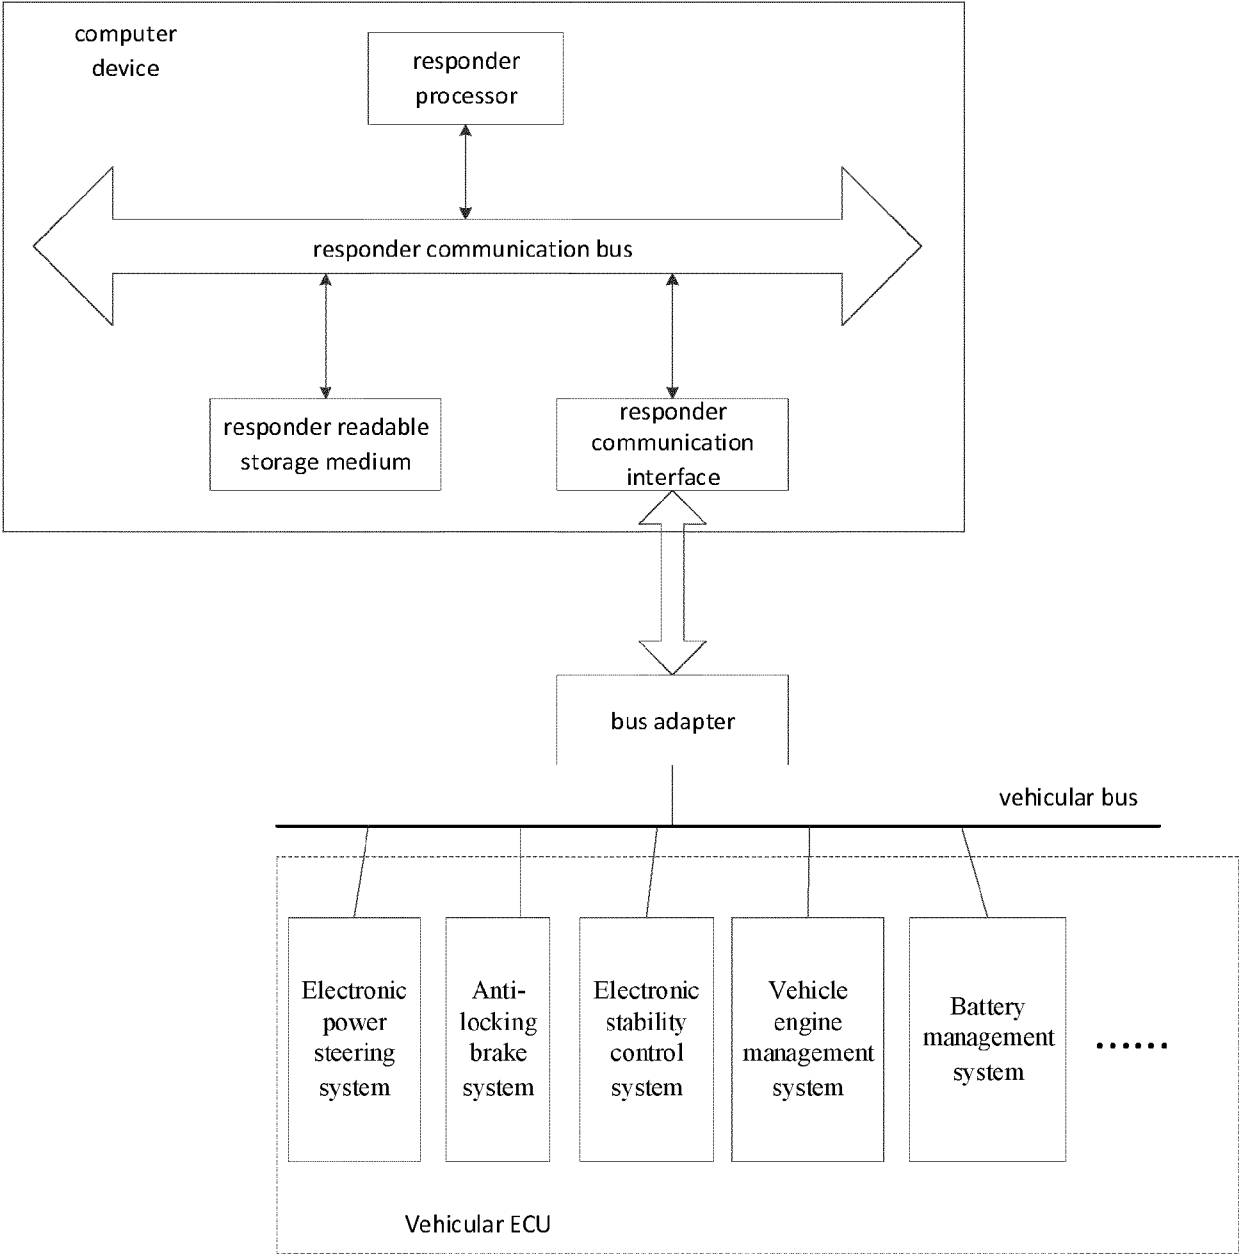 computer
device
responder
processor
responder communication bus
responder readable
storage medium
responder
communication
interface
bus adapter
vehicular bus
Electronic
power
steering
system
Anti-
locking
brake
system
Electronic
stability
control
system
Vehicle
engine
management
system
Battery
management
system
......
Vehicular ECU